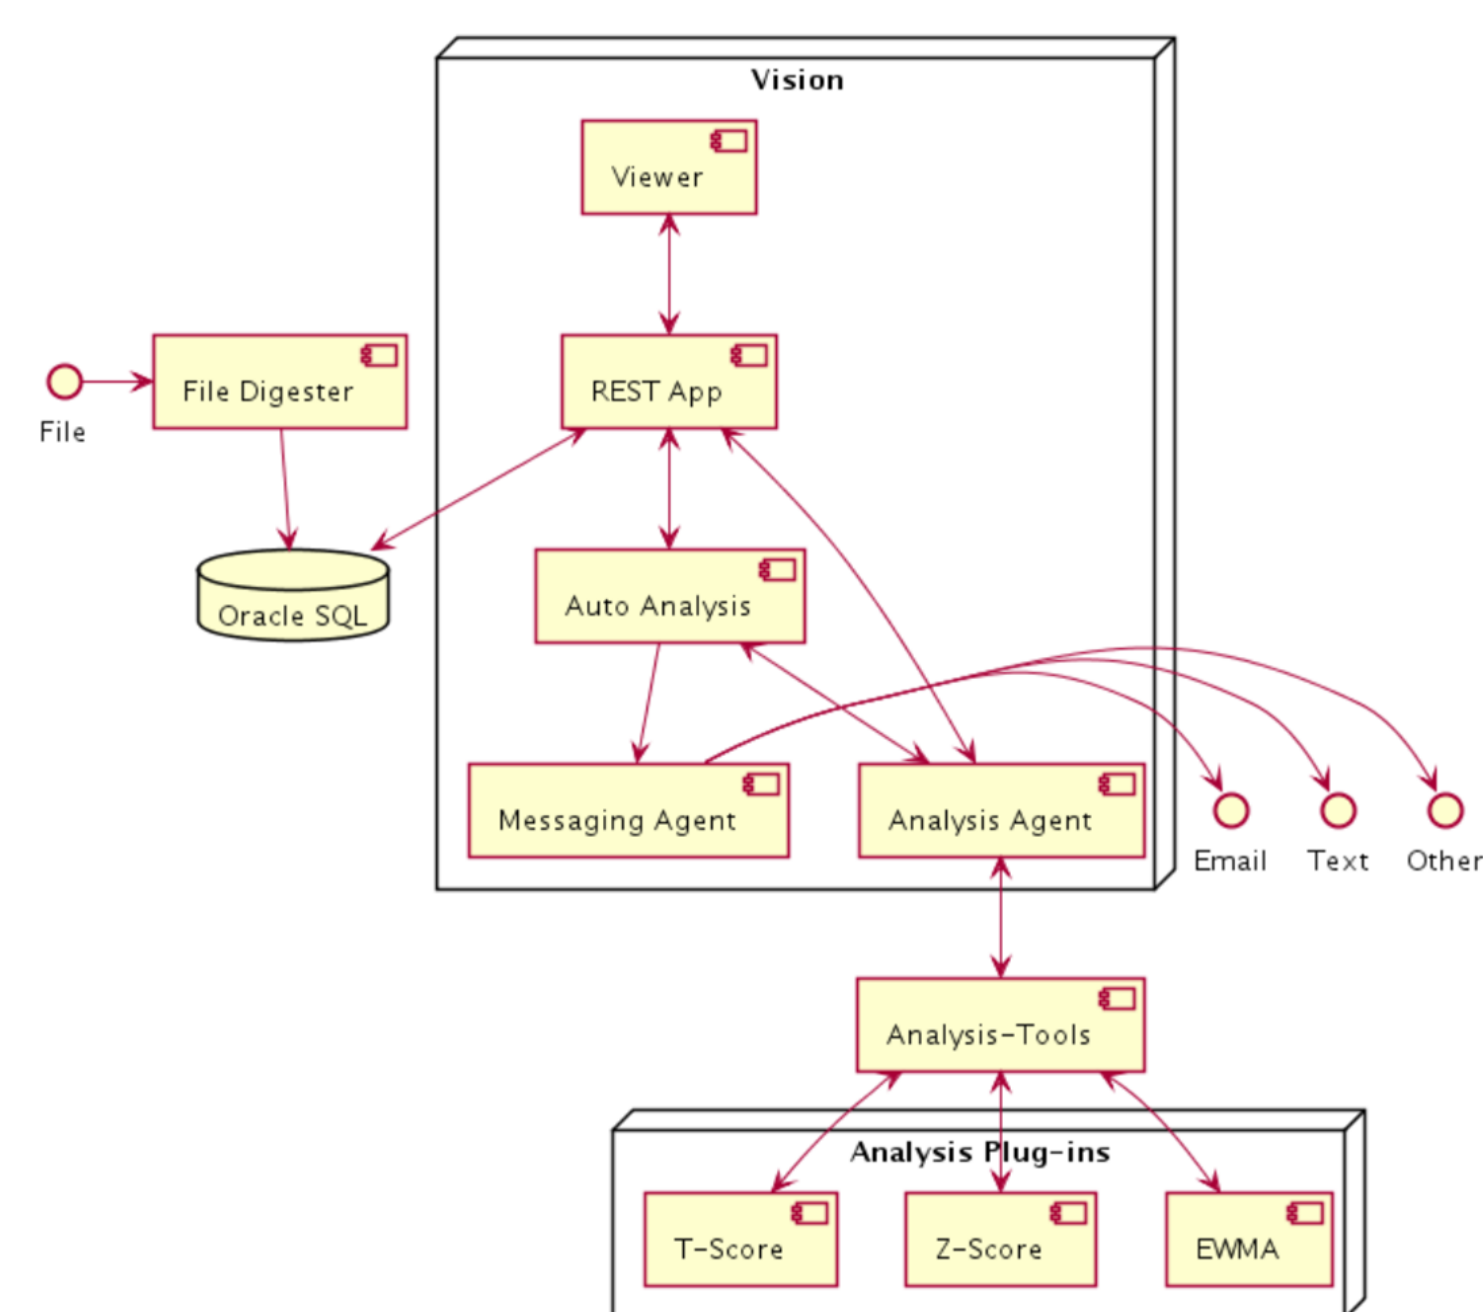 Vision
Viewer
File
File Digester
REST App
Oracle SQL
Auto Analysis
Messaging Agent
Analysis Agent
Email
Text
Other
Analysis-Tools
Analysis Plug-ins
T-Score
Z-Score
EWMA